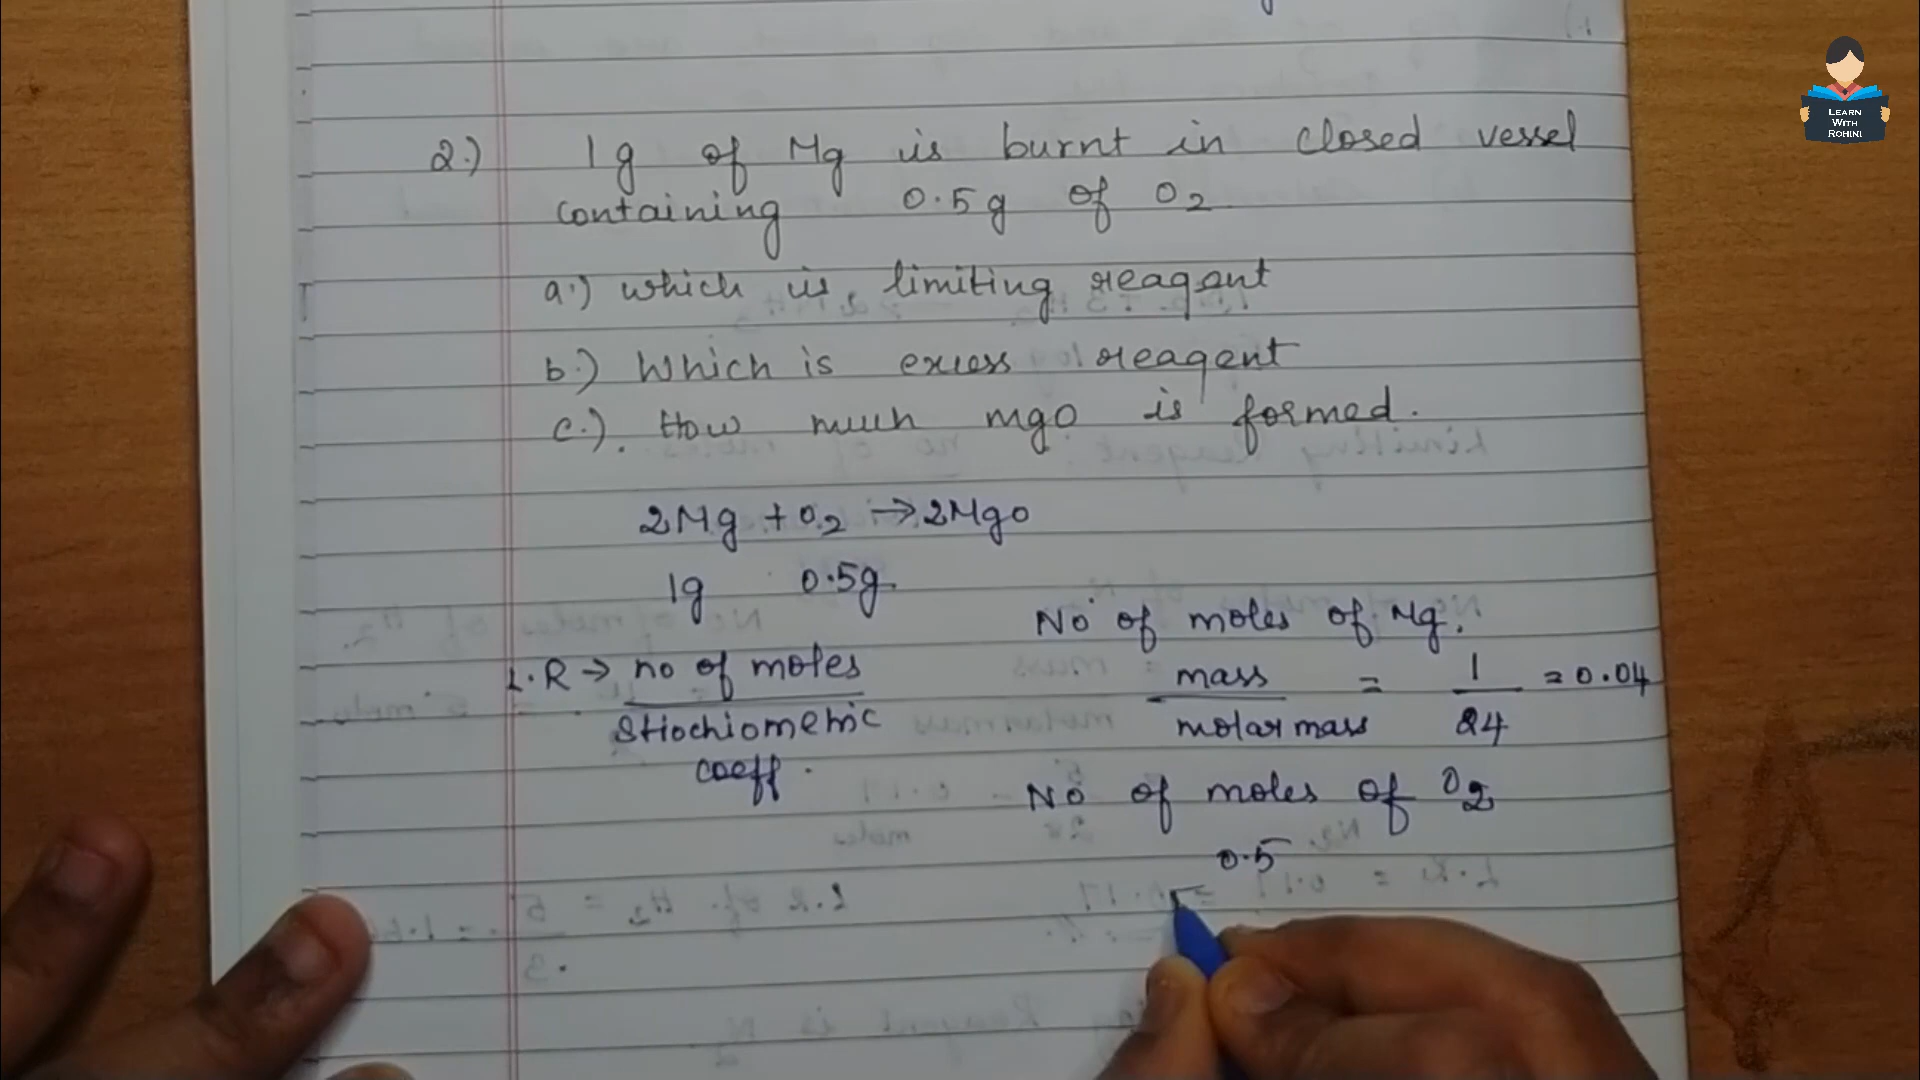 LEARN
WITH
ROHINI
2.) 1g of Mg is burnt in closed vessel
containing 0.5g of O2
a.) which is limiting reagent
b.) Which is excess reagent
c.). How much mgo is formed.
2Mg + O2 → 2MgO
1g 0.5g.
L.R → no of moles
Stiochiometric
coeff.
No of moles of Mg:
mass = 1 = 0.04
molar mass 24
No of moles of O2
0.5